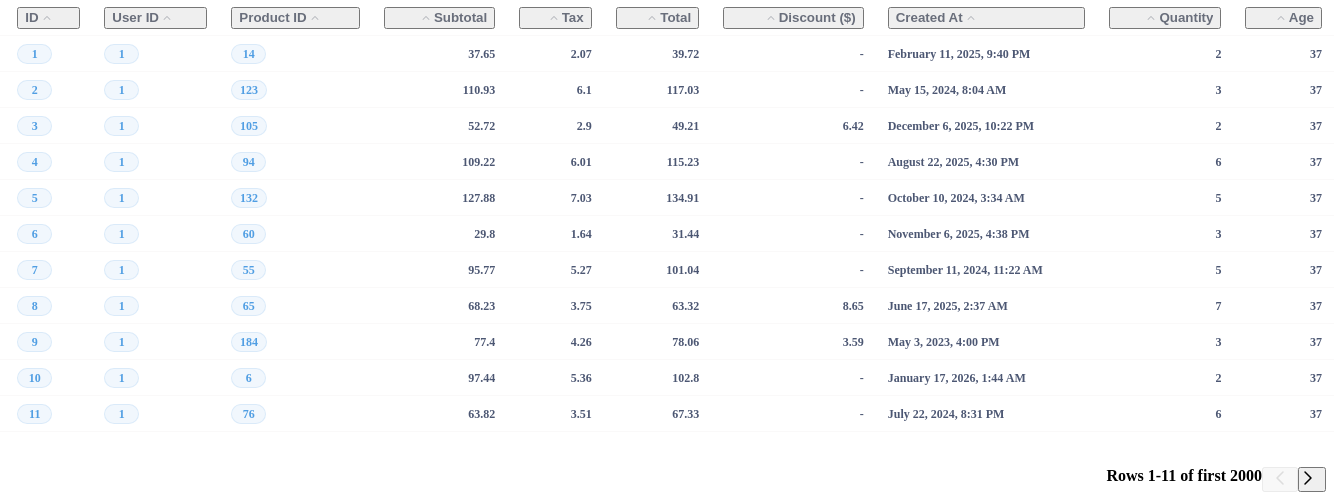 ID User ID Product ID Subtotal Tax Total Discount ($) Created At Quantity Age
1 1 14 37.65 2.07 39.72 - February 11, 2025, 9:40 PM 2 37
2 1 123 110.93 6.1 117.03 - May 15, 2024, 8:04 AM 3 37
3 1 105 52.72 2.9 49.21 6.42 December 6, 2025, 10:22 PM 2 37
4 1 94 109.22 6.01 115.23 - August 22, 2025, 4:30 PM 6 37
5 1 132 127.88 7.03 134.91 - October 10, 2024, 3:34 AM 5 37
6 1 60 29.8 1.64 31.44 - November 6, 2025, 4:38 PM 3 37
7 1 55 95.77 5.27 101.04 - September 11, 2024, 11:22 AM 5 37
8 1 65 68.23 3.75 63.32 8.65 June 17, 2025, 2:37 AM 7 37
9 1 184 77.4 4.26 78.06 3.59 May 3, 2023, 4:00 PM 3 37
10 1 6 97.44 5.36 102.8 - January 17, 2026, 1:44 AM 2 37
11 1 76 63.82 3.51 67.33 - July 22, 2024, 8:31 PM 6 37
Rows 1-11 of first 2000